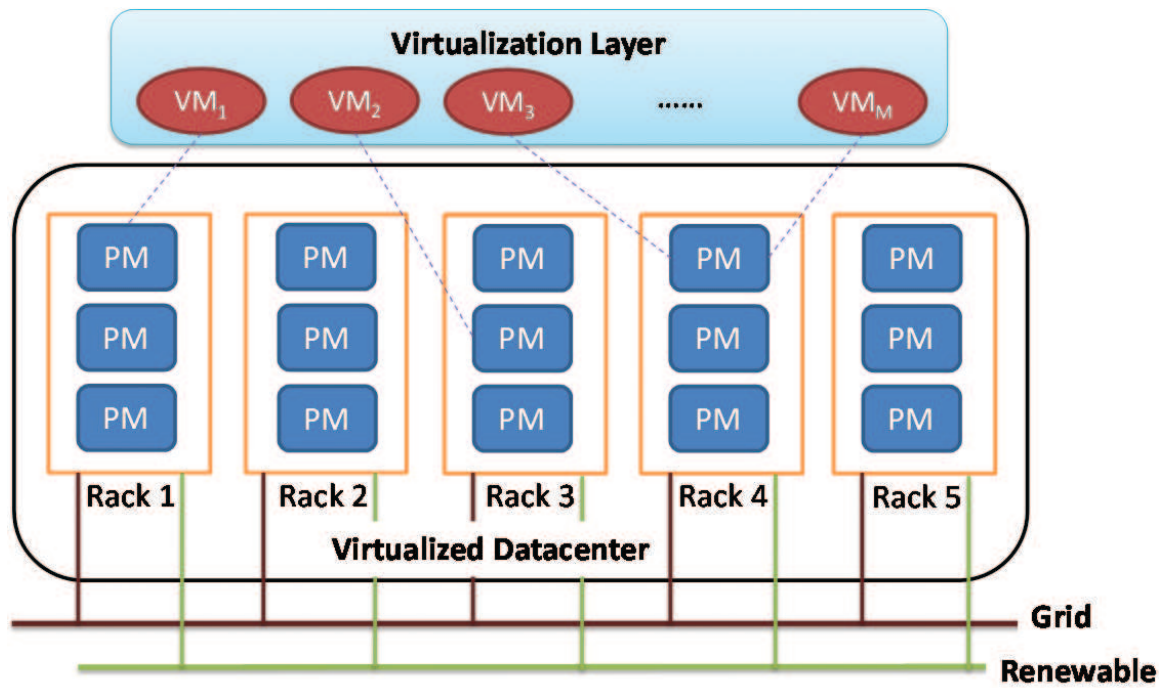 Virtualization Layer
VM₁ VM₂ VM₃ ...... VM_M
PM PM PM PM PM
PM PM PM PM PM
PM PM PM PM PM
Rack 1 Rack 2 Rack 3 Rack 4 Rack 5
Virtualized Datacenter
Grid
Renewable